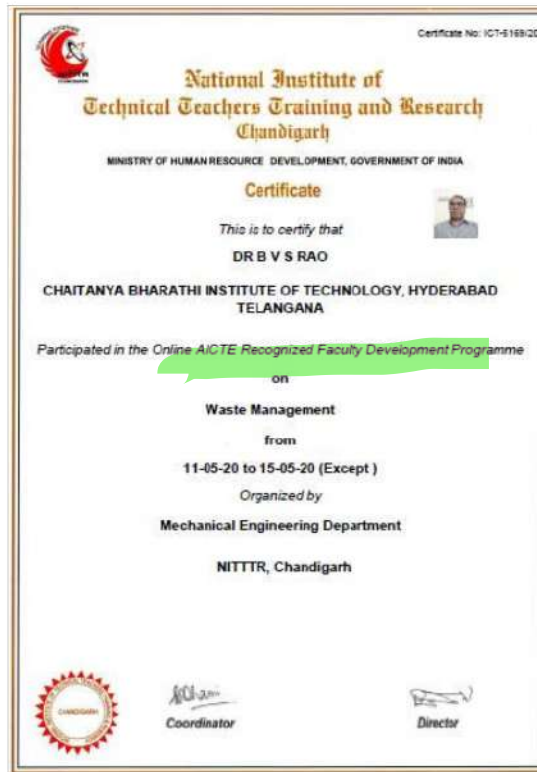 Certificate No: ICT-5169/20
NITTTR
CHANDIGARH
National Institute of
Technical Teachers Training and Research
Chandigarh
MINISTRY OF HUMAN RESOURCE DEVELOPMENT, GOVERNMENT OF INDIA
Certificate
This is to certify that
DR B V S RAO
CHAITANYA BHARATHI INSTITUTE OF TECHNOLOGY, HYDERABAD
TELANGANA
Participated in the Online AICTE Recognized Faculty Development Programme
on
Waste Management
from
11-05-20 to 15-05-20 (Except )
Organized by
Mechanical Engineering Department
NITTTR, Chandigarh
CHANDIGARH
Coordinator
Director